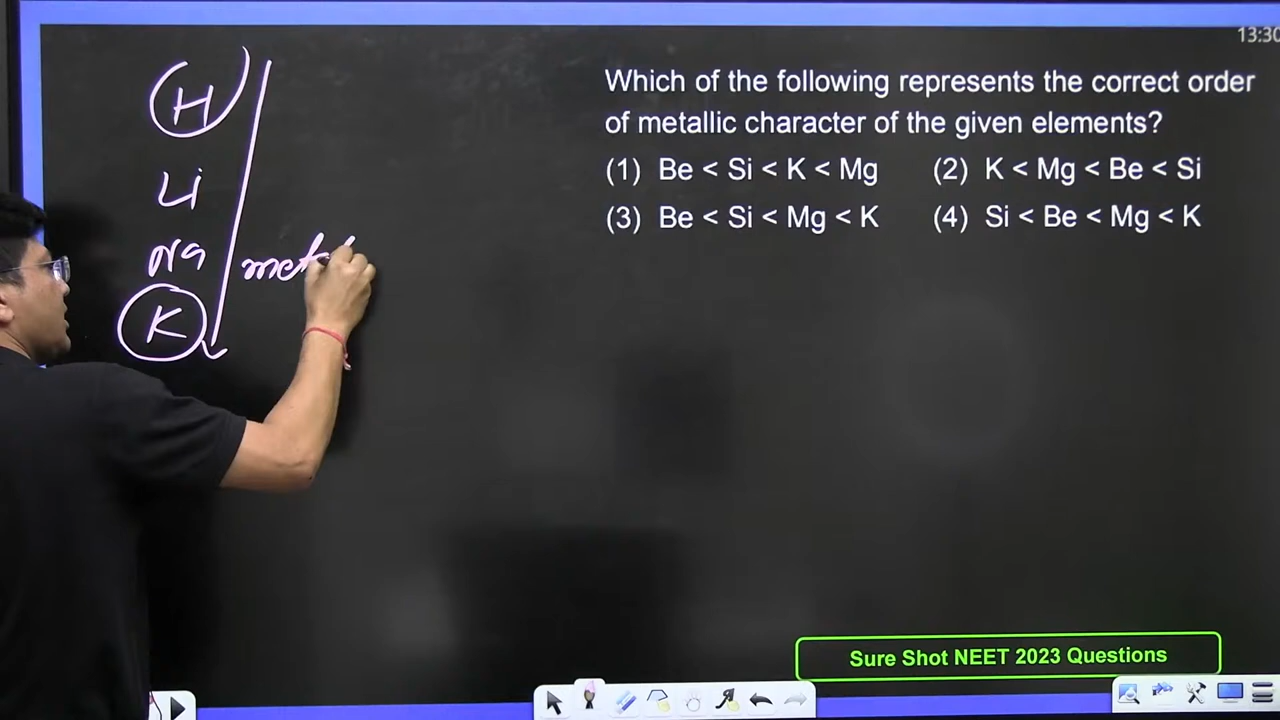 13:30
H
Li
Na
K
Which of the following represents the correct order
of metallic character of the given elements?
(1) Be < Si < K < Mg (2) K < Mg < Be < Si
(3) Be < Si < Mg < K (4) Si < Be < Mg < K
Sure Shot NEET 2023 Questions